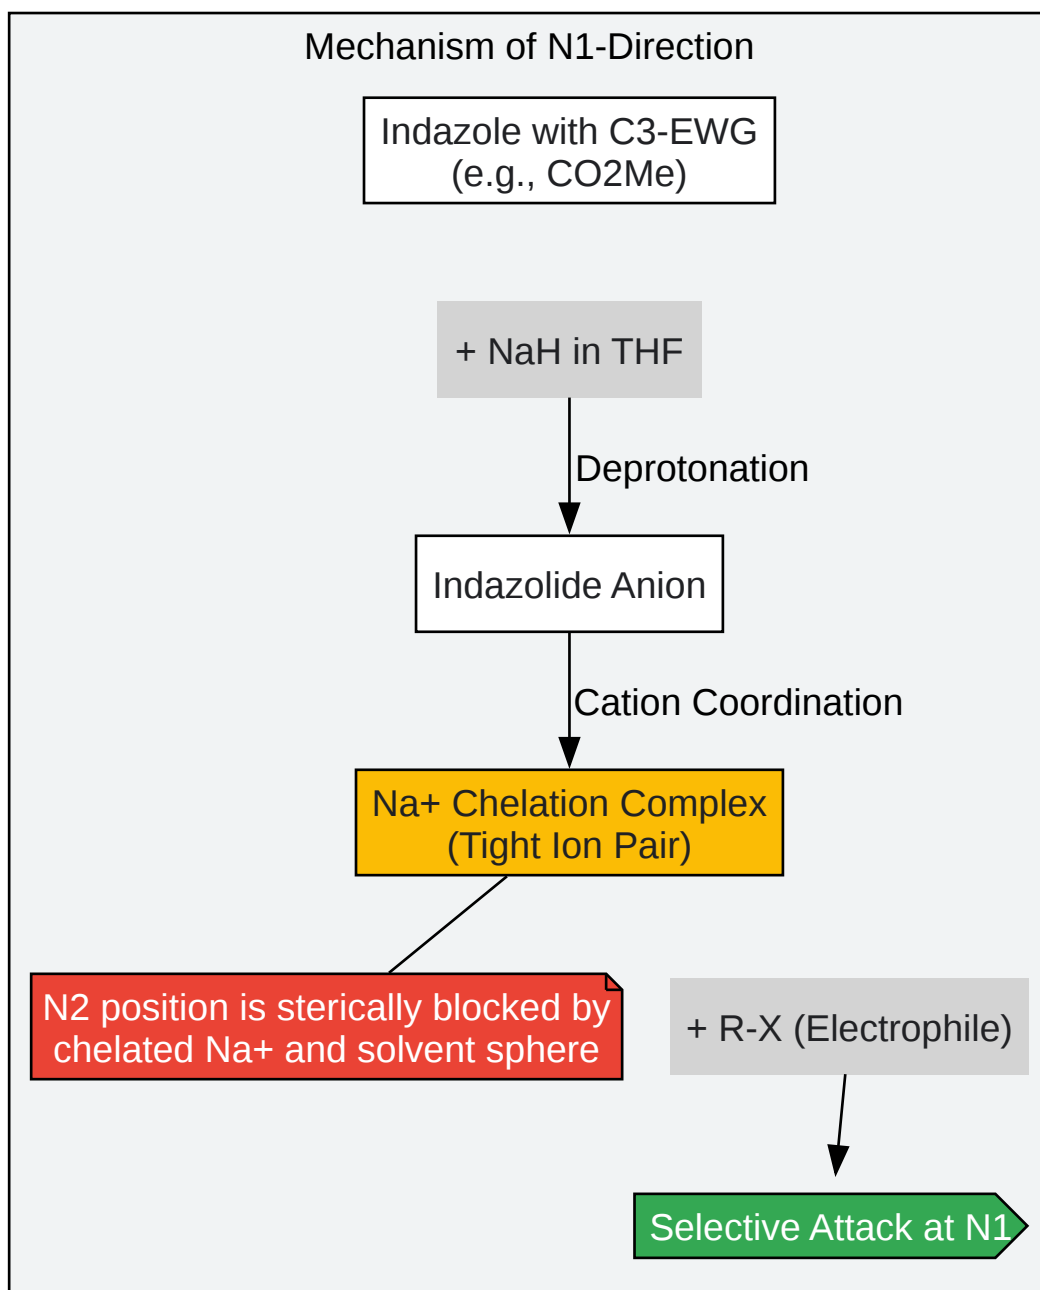 Mechanism of N1-Direction
Indazole with C3-EWG
(e.g., CO2Me)
+ NaH in THF
Deprotonation
Indazolide Anion
Cation Coordination
Na+ Chelation Complex
(Tight Ion Pair)
N2 position is sterically blocked by
chelated Na+ and solvent sphere
+ R-X (Electrophile)
Selective Attack at N1